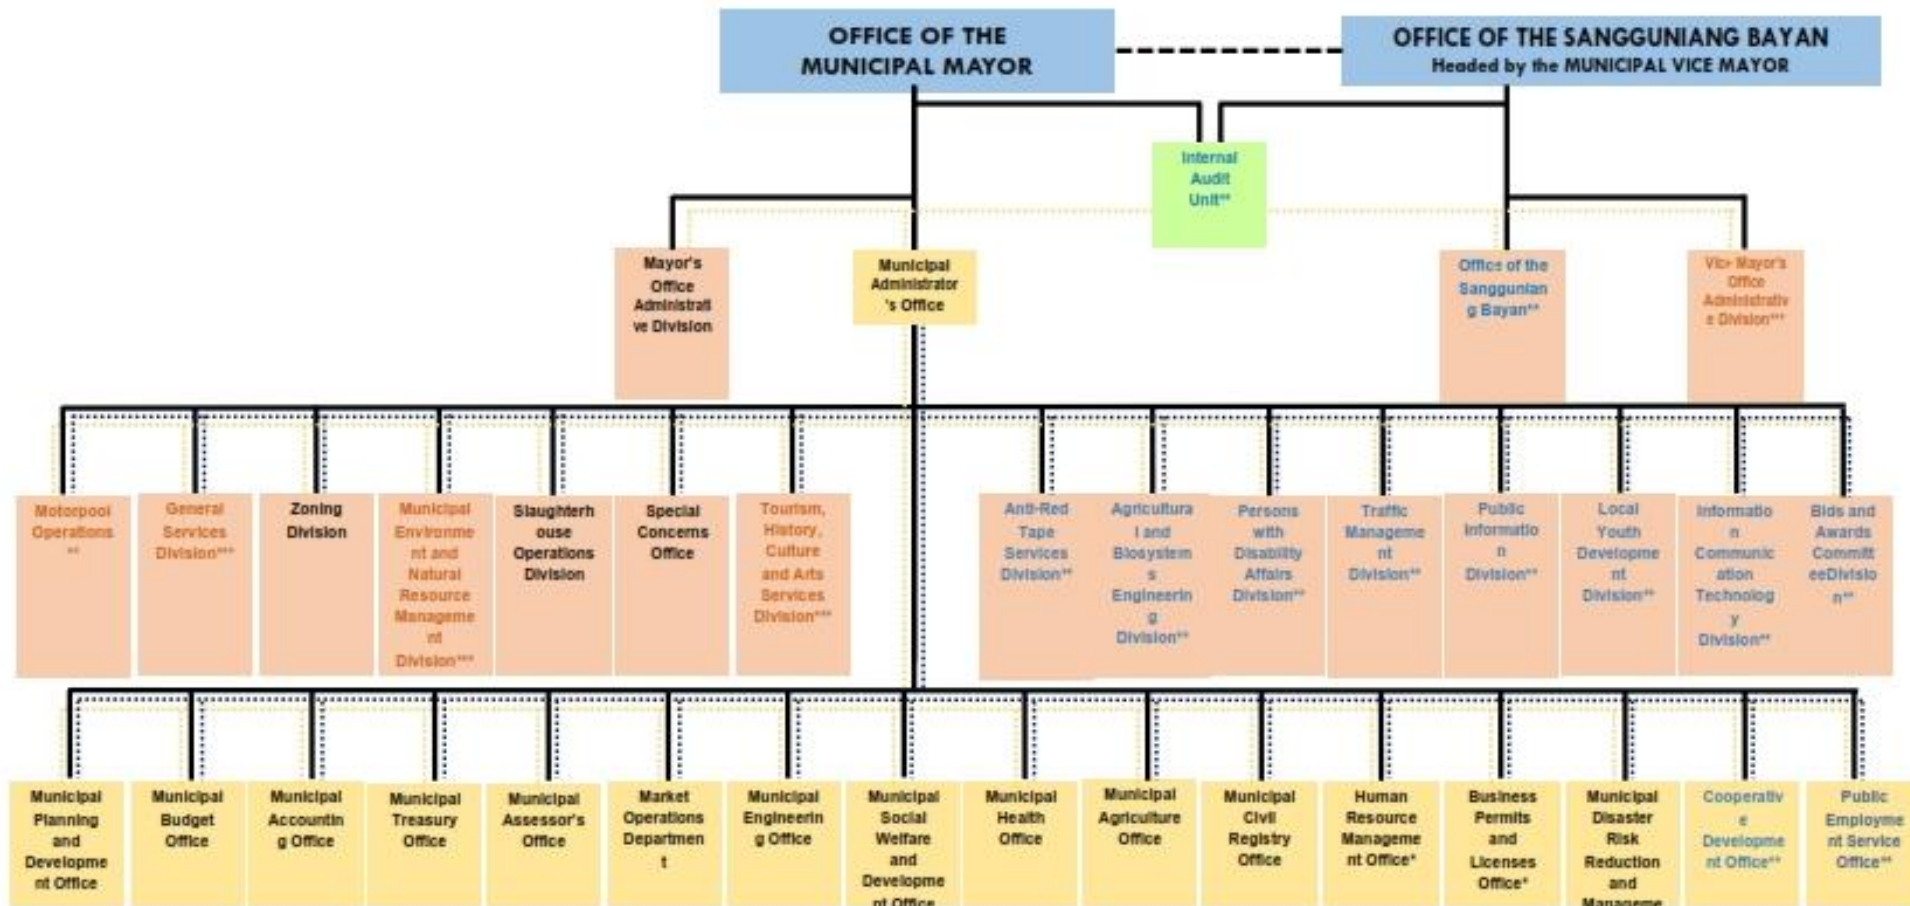 OFFICE OF THE
MUNICIPAL MAYOR
OFFICE OF THE SANGGUNIANG BAYAN
Headed by the MUNICIPAL VICE MAYOR
Internal
Audit
Unit**
Mayor's
Office
Administrati
ve Division
Municipal
Administrator
's Office
Office of the
Sanggunian
g Bayan**
Vice Mayor's
Office
Administrativ
e Division***
Motorpool
Operations
**
General
Services
Division***
Zoning
Division
Municipal
Environme
nt and
Natural
Resource
Manageme
nt
Division***
Slaughterh
ouse
Operations
Division
Special
Concerns
Office
Tourism,
History,
Culture
and Arts
Services
Division***
Anti-Red
Tape
Services
Division**
Agricultura
l and
Biosystem
s
Engineerin
g
Division**
Persons
with
Disability
Affairs
Division**
Traffic
Manageme
nt
Division**
Public
Informatio
n
Division**
Local
Youth
Developme
nt
Division**
Informatio
n
Communic
ation
Technolog
y
Division**
Bids and
Awards
Committ
eeDivisio
n**
Municipal
Planning
and
Developme
nt Office
Municipal
Budget
Office
Municipal
Accountin
g Office
Municipal
Treasury
Office
Municipal
Assessor's
Office
Market
Operations
Departmen
t
Municipal
Engineerin
g Office
Municipal
Social
Welfare
and
Developme
nt Office
Municipal
Health
Office
Municipal
Agriculture
Office
Municipal
Civil
Registry
Office
Human
Resource
Manageme
nt Office*
Business
Permits
and
Licenses
Office*
Municipal
Disaster
Risk
Reduction
and
Manageme
Cooperativ
e
Developme
nt Office**
Public
Employme
nt Service
Office**